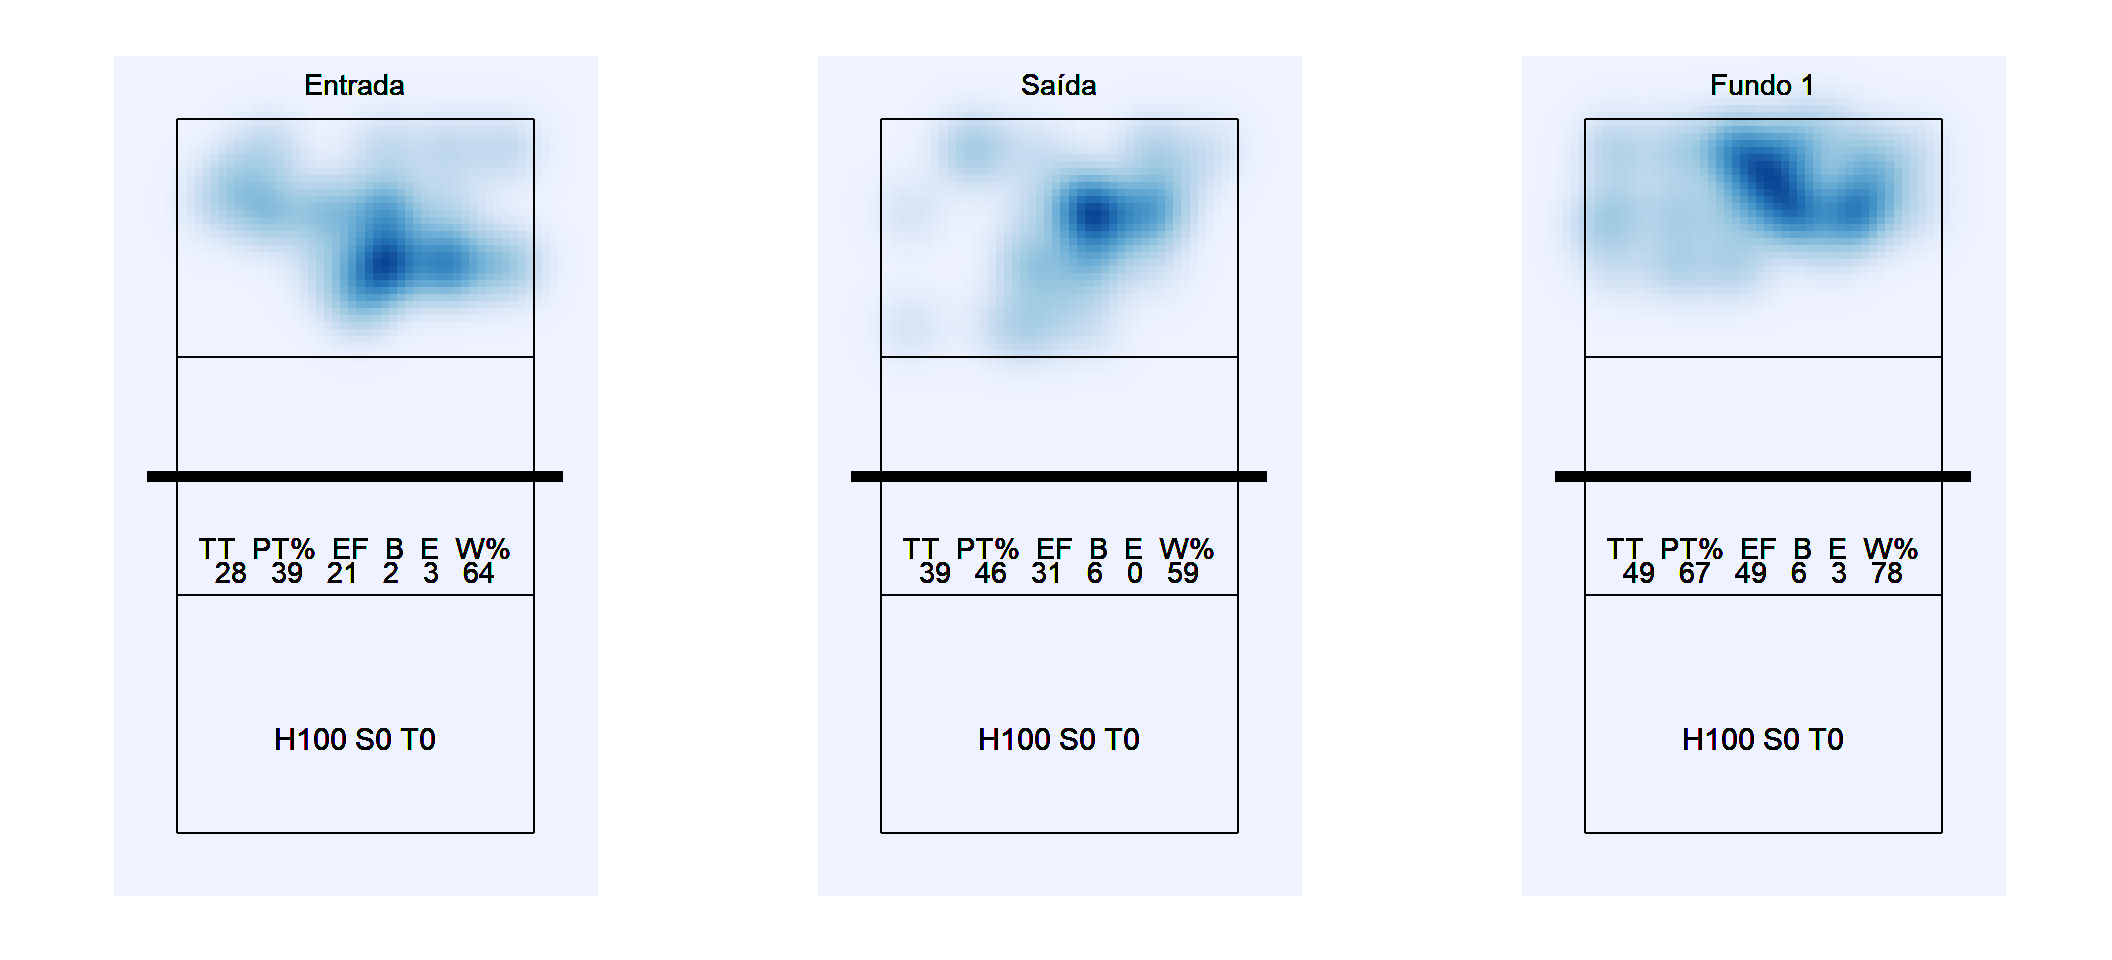 Entrada
TT PT% EF B E W%
28 39 21 2 3 64
H100 S0 T0
Saída
TT PT% EF B E W%
39 46 31 6 0 59
H100 S0 T0
Fundo 1
TT PT% EF B E W%
49 67 49 6 3 78
H100 S0 T0